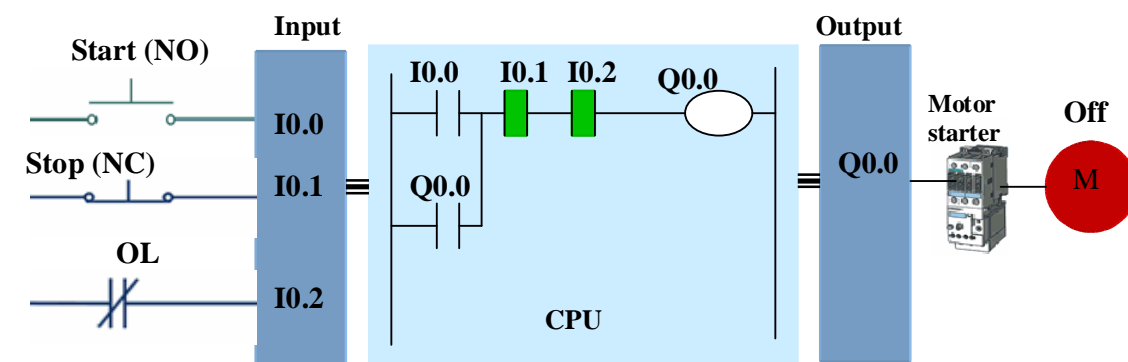 Input
Output
Start (NO)
I0.0
I0.1
I0.2
Q0.0
Motor
starter
Off
I0.0
Stop (NC)
I0.1
Q0.0
Q0.0
M
OL
I0.2
CPU